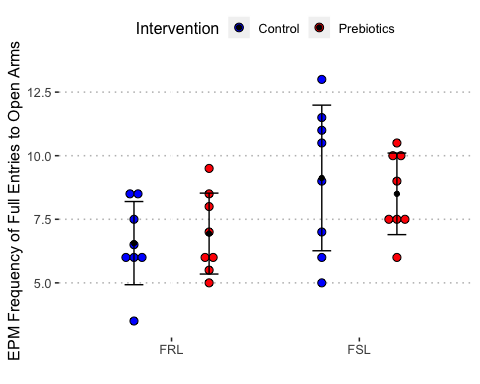 Intervention Control Prebiotics
EPM Frequency of Full Entries to Open Arms
12.5
10.0
7.5
5.0
FRL FSL